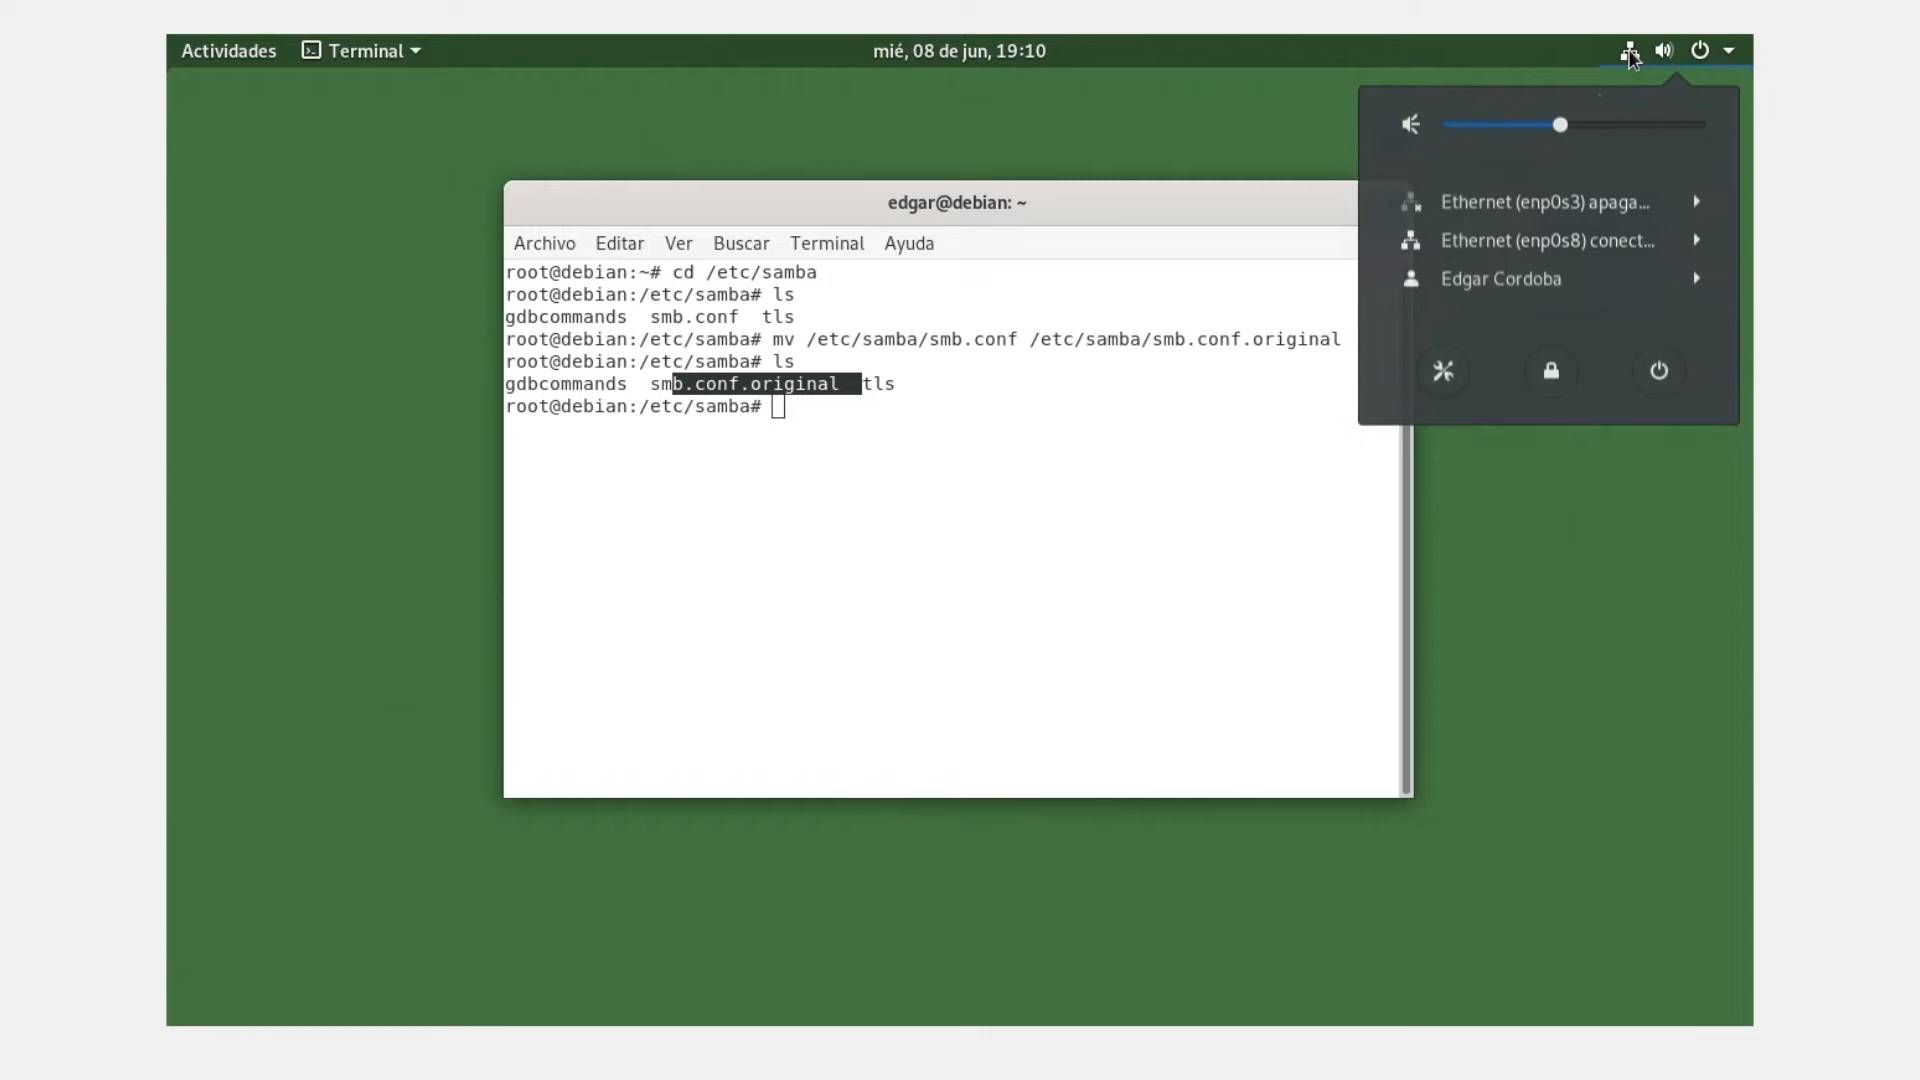 Actividades Terminal mié, 08 de jun, 19:10
edgar@debian: ~
Archivo Editar Ver Buscar Terminal Ayuda
root@debian:~# cd /etc/samba
root@debian:/etc/samba# ls
gdbcommands smb.conf tls
root@debian:/etc/samba# mv /etc/samba/smb.conf /etc/samba/smb.conf.original
root@debian:/etc/samba# ls
gdbcommands smb.conf.original tls
root@debian:/etc/samba#
Ethernet (enp0s3) apaga...
Ethernet (enp0s8) conect...
Edgar Cordoba